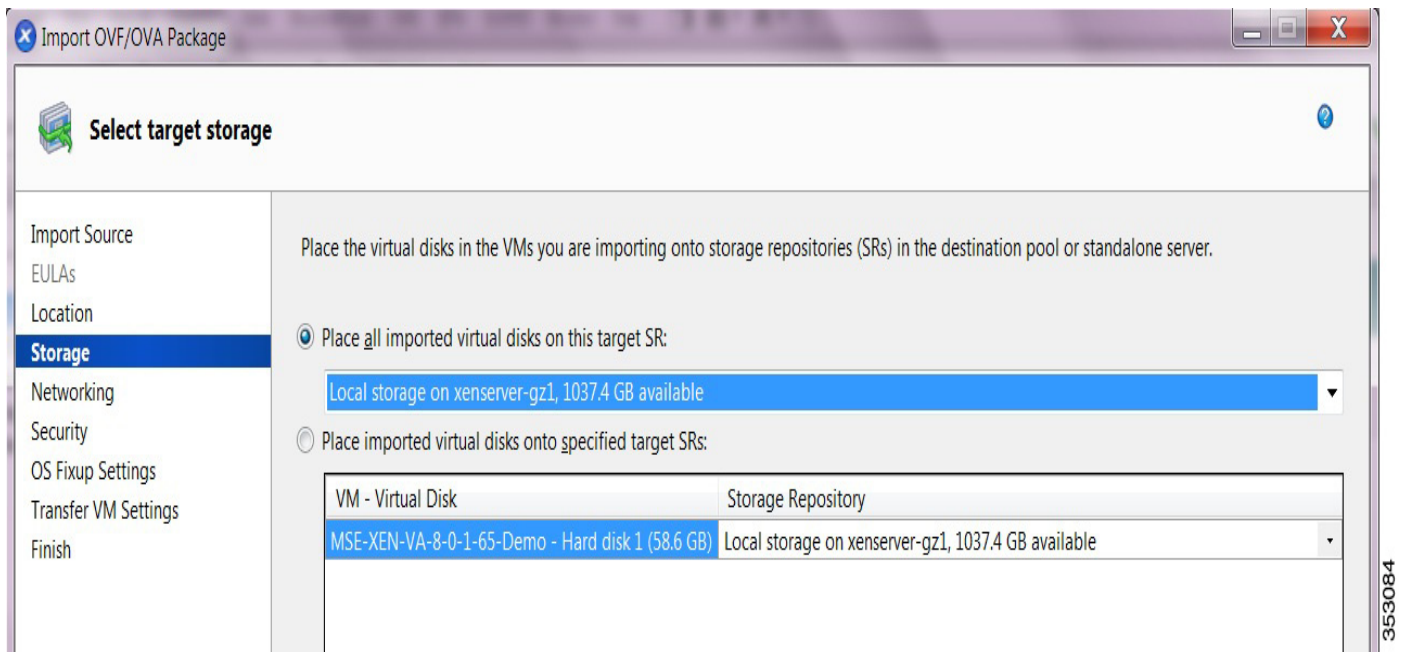 Import OVF/OVA Package
X
Select target storage
?
Import Source
EULAs
Location
Storage
Networking
Security
OS Fixup Settings
Transfer VM Settings
Finish
Place the virtual disks in the VMs you are importing onto storage repositories (SRs) in the destination pool or standalone server.
Place all imported virtual disks on this target SR:
Local storage on xenserver-gz1, 1037.4 GB available
Place imported virtual disks onto specified target SRs:
VM - Virtual Disk Storage Repository
MSE-XEN-VA-8-0-1-65-Demo - Hard disk 1 (58.6 GB) Local storage on xenserver-gz1, 1037.4 GB available
353084